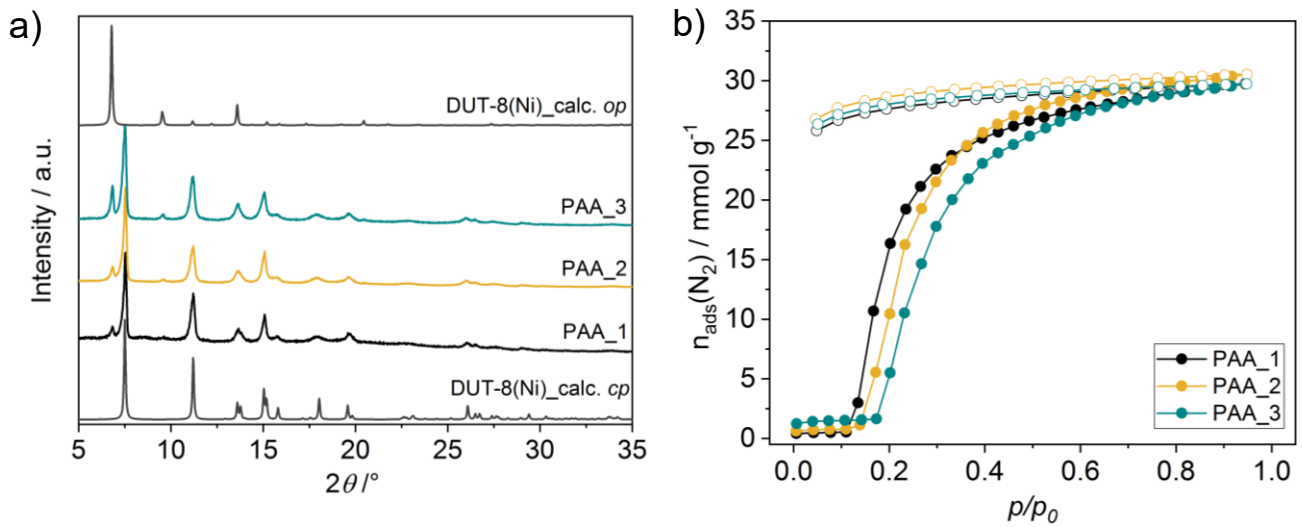 a)
Intensity / a.u.
DUT-8(Ni)_calc. op
PAA_3
PAA_2
PAA_1
DUT-8(Ni)_calc. cp
5 10 15 20 25 30 35
2θ /°
b)
nads(N2) / mmol g-1
35
30
25
20
15
10
5
0
PAA_1
PAA_2
PAA_3
0.0 0.2 0.4 0.6 0.8 1.0
p/p0